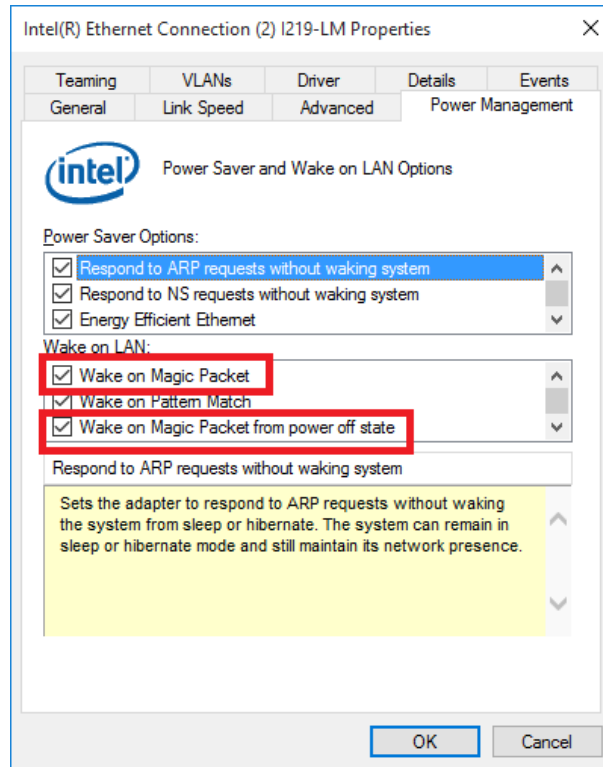 Intel(R) Ethernet Connection (2) I219-LM Properties
Teaming VLANs Driver Details Events
General Link Speed Advanced Power Management
intel
Power Saver and Wake on LAN Options
Power Saver Options:
Respond to ARP requests without waking system
Respond to NS requests without waking system
Energy Efficient Ethernet
Wake on LAN:
Wake on Magic Packet
Wake on Pattern Match
Wake on Magic Packet from power off state
Respond to ARP requests without waking system
Sets the adapter to respond to ARP requests without waking
the system from sleep or hibernate. The system can remain in
sleep or hibernate mode and still maintain its network presence.
OK Cancel